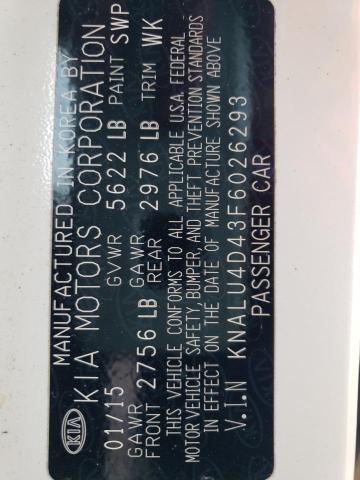 MANUFACTURED IN KOREA BY
KIA KIA MOTORS CORPORATION
01/15 GVWR 5622 LB PAINT SWP
GAWR FRONT 2756 LB GAWR REAR 2976 LB TRIM WK
THIS VEHICLE CONFORMS TO ALL APPLICABLE U.S.A. FEDERAL
MOTOR VEHICLE SAFETY, BUMPER, AND THEFT PREVENTION STANDARDS
IN EFFECT ON THE DATE OF MANUFACTURE SHOWN ABOVE
V.I.N KNALU4D43F6026293
PASSENGER CAR